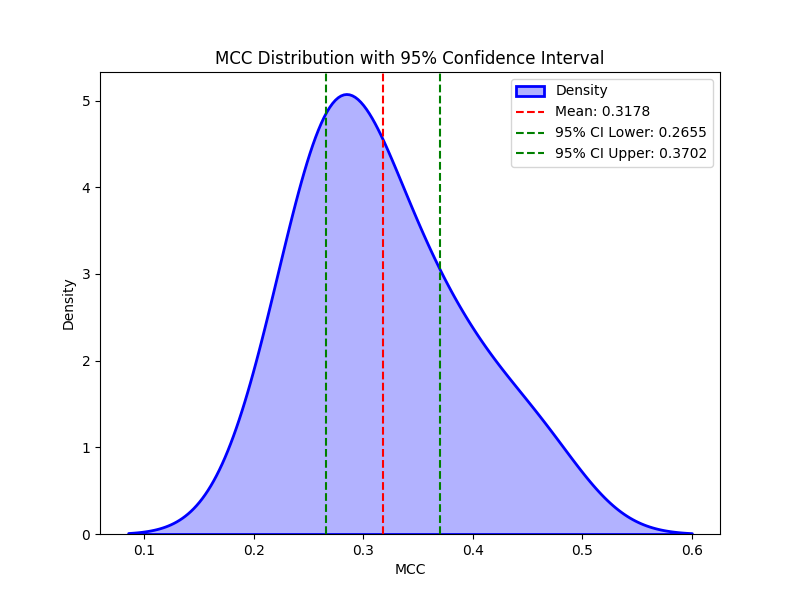 MCC Distribution with 95% Confidence Interval
Density
Mean: 0.3178
95% CI Lower: 0.2655
95% CI Upper: 0.3702
5
4
3
2
1
0
Density
0.1 0.2 0.3 0.4 0.5 0.6
MCC